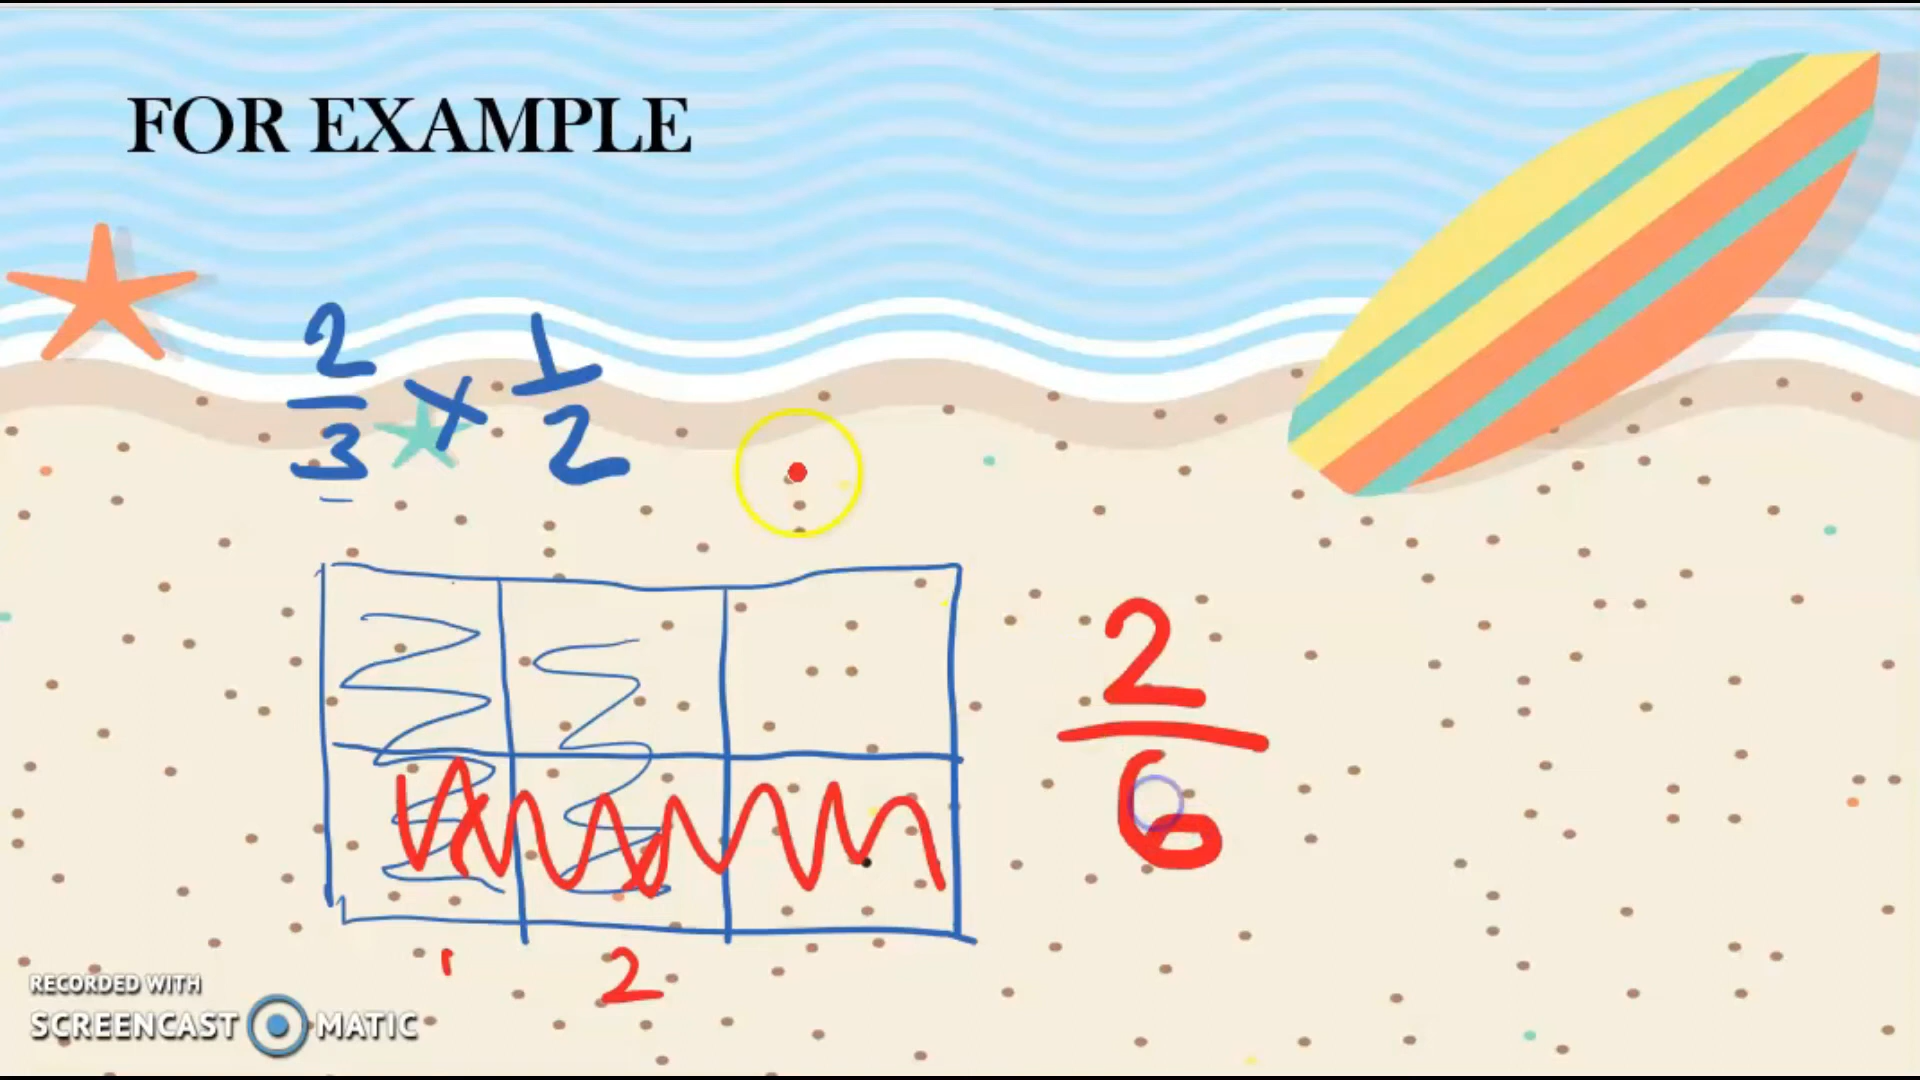 FOR EXAMPLE
2/3 × 1/2
2/6
1 2
RECORDED WITH
SCREENCAST MATIC